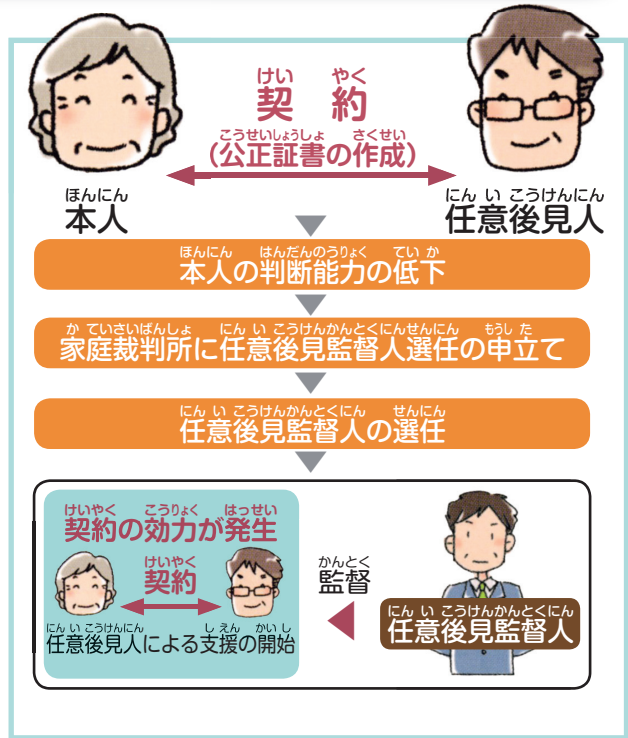 けい やく
契 約
こうせいしょうしょ さくせい
(公正証書の作成)
ほんにん
本人
にん い こうけんにん
任意後見人
ほんにん はんだんのうりょく てい か
本人の判断能力の低下
か ていさいばんしょ にん い こうけんかんとくにんせんにん もうし た
家庭裁判所に任意後見監督人選任の申立て
にん い こうけんかんとくにん せんにん
任意後見監督人の選任
けいやく こうりょく はっせい
契約の効力が発生
けいやく
契約
にん い こうけんにん し えん かい し
任意後見人による支援の開始
かんとく
監督
にん い こうけんかんとくにん
任意後見監督人